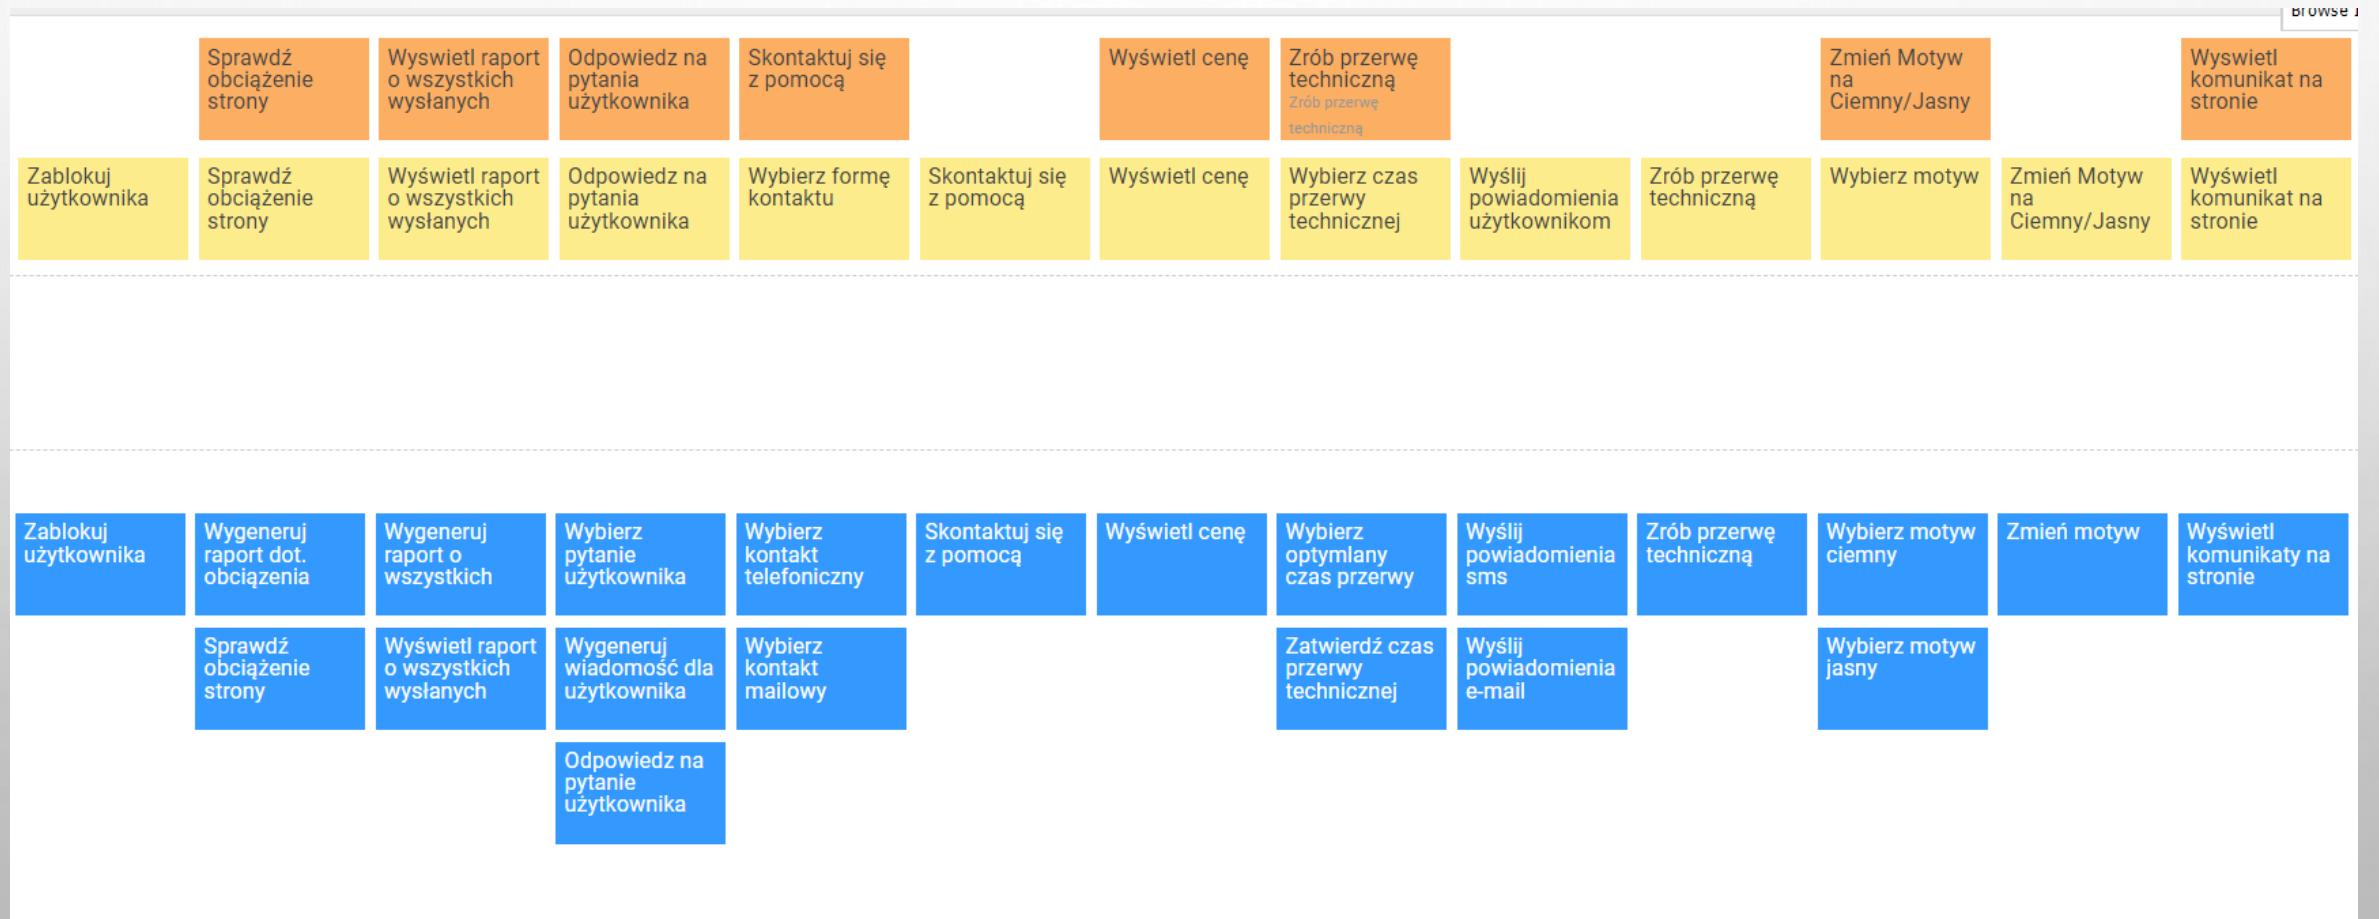 Browse
Sprawdź
obciążenie
strony
Wyswietl raport
o wszystkich
wysłanych
Odpowiedz na
pytania
użytkownika
Skontaktuj się
z pomocą
Wyświetl cenę
Zrób przerwę
techniczną
Zrób przerwę
techniczną
Zmień Motyw
na
Ciemny/Jasny
Wyswietl
komunikat na
stronie
Zablokuj
użytkownika
Sprawdź
obciążenie
strony
Wyświetl raport
o wszystkich
wysłanych
Odpowiedz na
pytania
użytkownika
Wybierz formę
kontaktu
Skontaktuj się
z pomocą
Wyświetl cenę
Wybierz czas
przerwy
technicznej
Wyślij
powiadomienia
użytkownikom
Zrób przerwę
techniczną
Wybierz motyw
Zmień Motyw
na
Ciemny/Jasny
Wyświetl
komunikat na
stronie
Zablokuj
użytkownika
Wygeneruj
raport dot.
obciązenia
Wygeneruj
raport o
wszystkich
Wybierz
pytanie
użytkownika
Wybierz
kontakt
telefoniczny
Skontaktuj się
z pomocą
Wyświetl cenę
Wybierz
optymlany
czas przerwy
Wyślij
powiadomienia
sms
Zrób przerwę
techniczną
Wybierz motyw
ciemny
Zmień motyw
Wyświetl
komunikaty na
stronie
Sprawdź
obciążenie
strony
Wyświetl raport
o wszystkich
wysłanych
Wygeneruj
wiadomość dla
użytkownika
Wybierz
kontakt
mailowy
Zatwierdź czas
przerwy
technicznej
Wyślij
powiadomienia
e-mail
Wybierz motyw
jasny
Odpowiedz na
pytanie
użytkownika